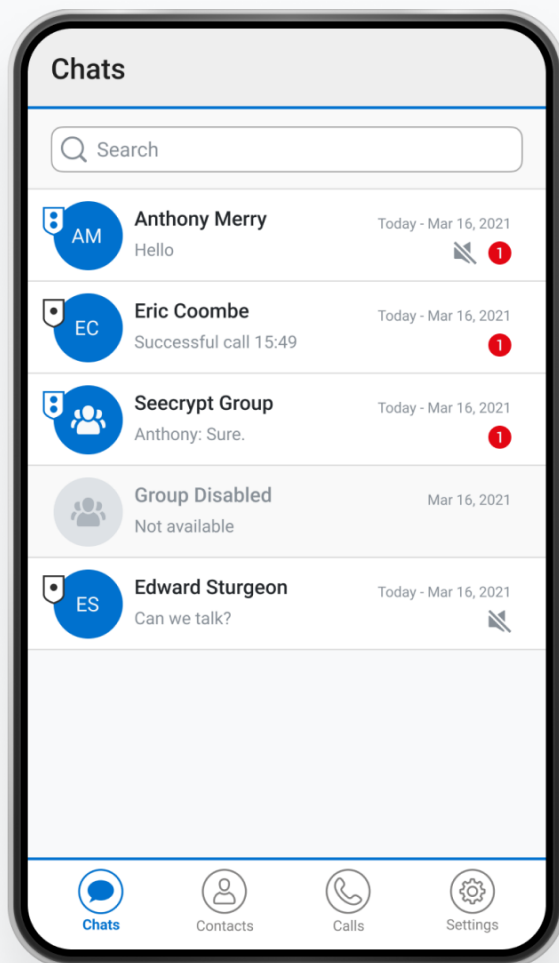 Chats
Search
AM
Anthony Merry
Today - Mar 16, 2021
Hello
1
EC
Eric Coombe
Today - Mar 16, 2021
Successful call 15:49
1
Seecrypt Group
Today - Mar 16, 2021
Anthony: Sure.
1
Group Disabled
Mar 16, 2021
Not available
ES
Edward Sturgeon
Today - Mar 16, 2021
Can we talk?
Chats
Contacts
Calls
Settings